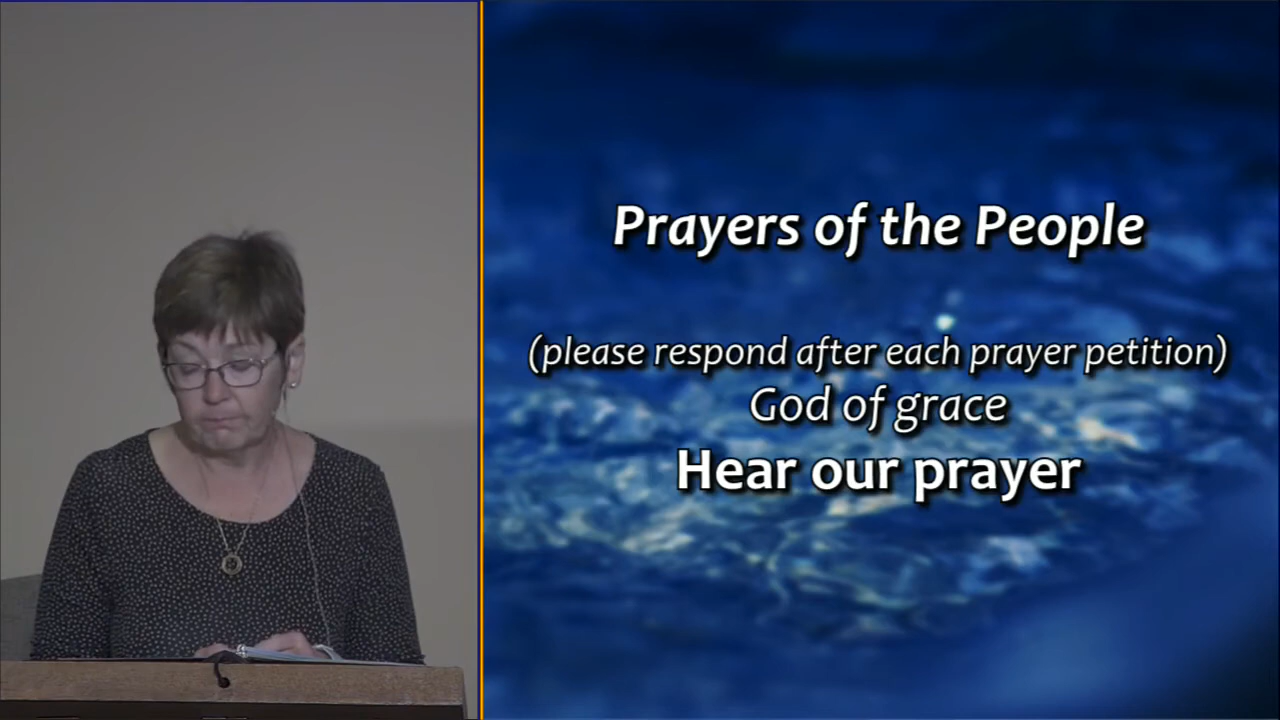 Prayers of the People
(please respond after each prayer petition)
God of grace
Hear our prayer